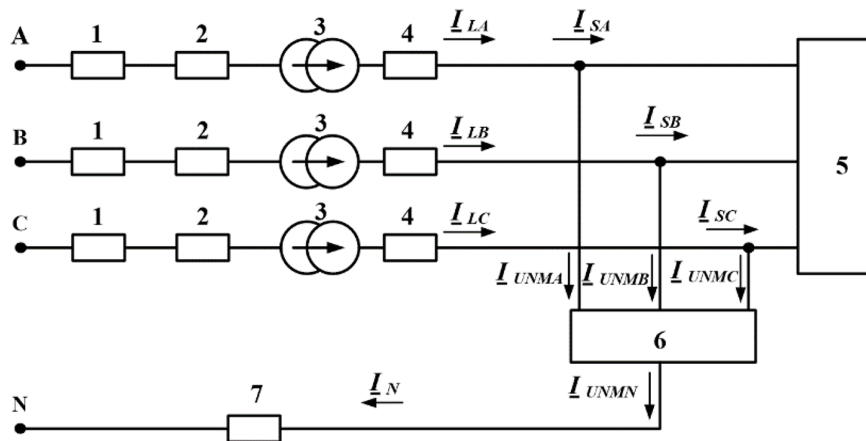 I LA I SA
A 1 2 3 4
B 1 2 3 4 I LB I SB 5
C 1 2 3 4 I LC I SC
I UNMA I UNMB I UNMC
6
N 7 I N I UNMN